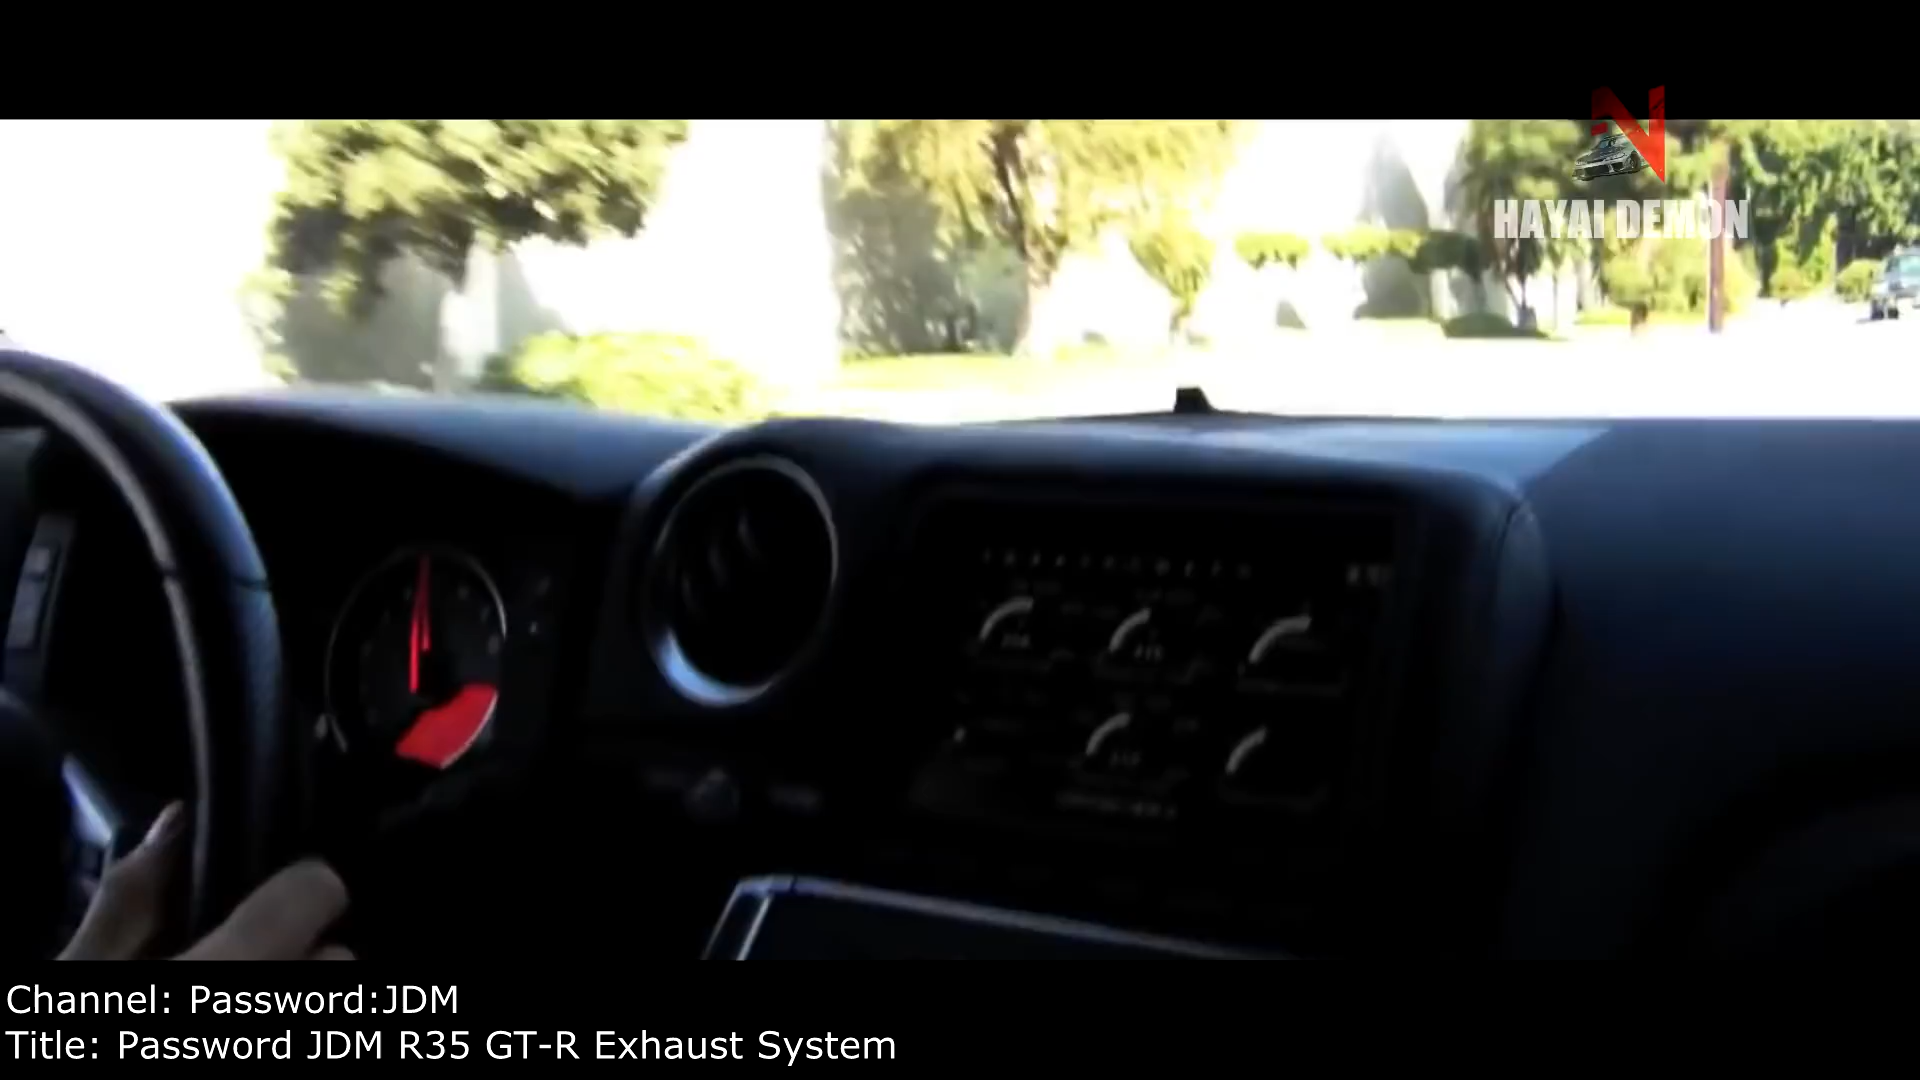 HAYAI DEMON
Channel: Password:JDM
Title: Password JDM R35 GT-R Exhaust System